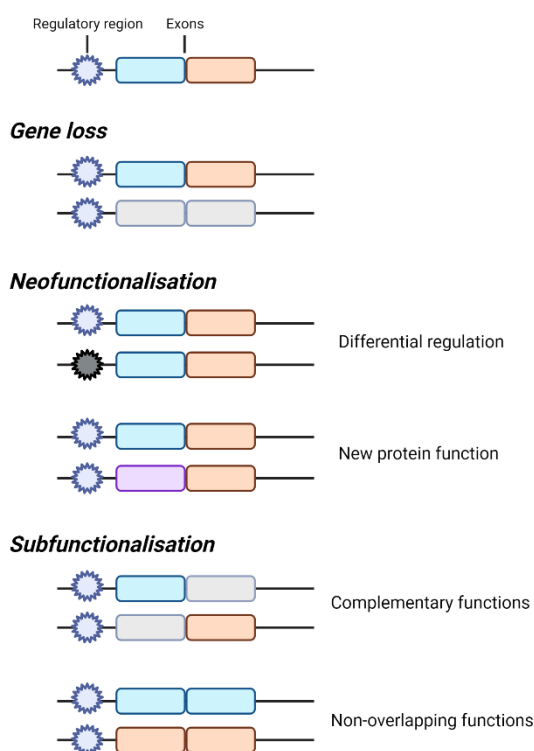 Regulatory region Exons
Gene loss
Neofunctionalisation
Differential regulation
New protein function
Subfunctionalisation
Complementary functions
Non-overlapping functions